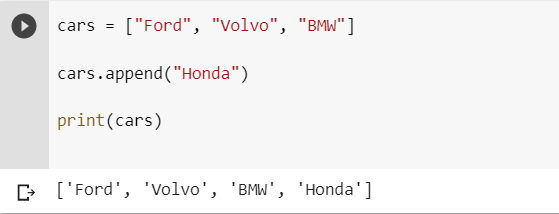 cars = ["Ford", "Volvo", "BMW"]
cars.append("Honda")
print(cars)
['Ford', 'Volvo', 'BMW', 'Honda']